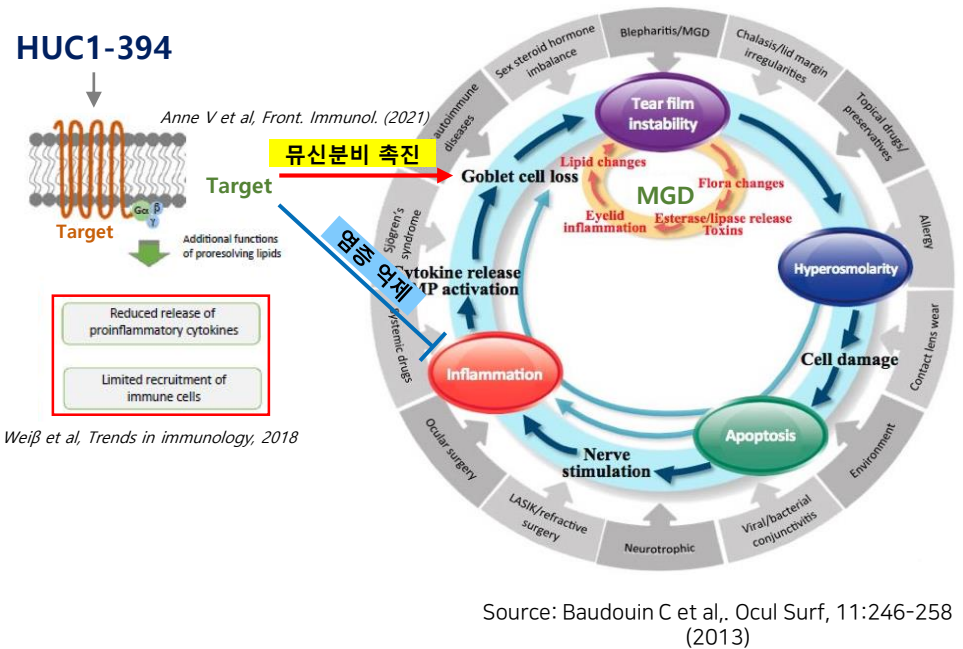 HUC1-394
Anne V et al, Front. Immunol. (2021)
뮤신분비 촉진
Target
염증 억제
Target
Gα
β
γ
Additional functions
of proresolving lipids
Reduced release of
proinflammatory cytokines
Limited recruitment of
immune cells
Weiβ et al, Trends in immunology, 2018
Blepharitis/MGD
Chalasis/lid margin
irregularities
Topical drugs/
preservatives
Allergy
Contact lens wear
Environment
Viral/bacterial
conjunctivitis
Neurotrophic
LASIK/refractive
surgery
Ocular surgery
systemic drugs
Sjögren's
syndrome
autoimmune
diseases
Sex steroid hormone
imbalance
Tear film
instability
Hyperosmolarity
Cell damage
Apoptosis
Nerve
stimulation
Inflammation
Cytokine release
MP activation
Goblet cell loss
Lipid changes
MGD
Flora changes
Esterase/lipase release
Toxins
Eyelid
inflammation
Source: Baudouin C et al,. Ocul Surf, 11:246-258
(2013)